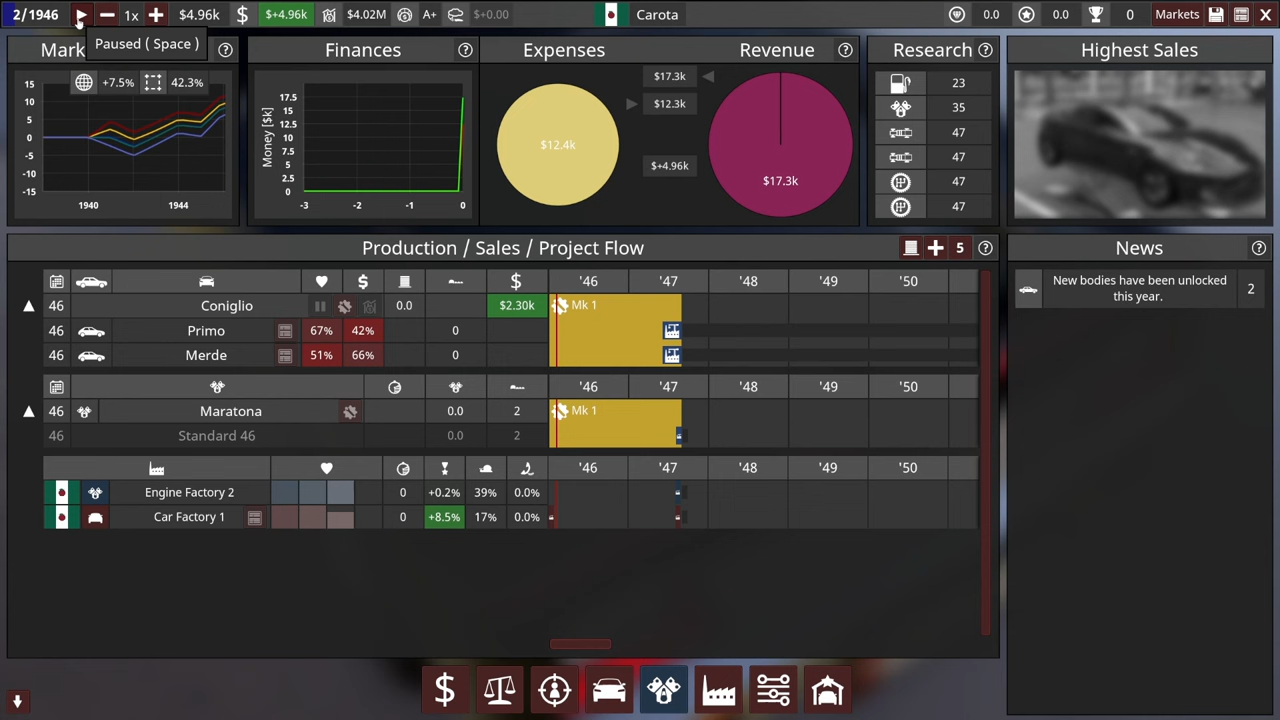 2/1946 1x $4.96k $+4.96k $4.02M A+ $+0.00 Carota 0.0 0.0 0 Markets
Paused ( Space )
Mark
Finances
Expenses
Revenue
Research
Highest Sales
+7.5% 42.3%
15
10
5
0
-5
-10
-15
1940 1944
Money [$k]
17.5
15.0
12.5
10.0
7.5
5
2.5
0
-3 -2 -1 0
$12.4k
$17.3k
$12.3k
$+4.96k
$17.3k
23
35
47
47
47
47
Production / Sales / Project Flow 5
News
New bodies have been unlocked
this year.
2
$ $ '46 '47 '48 '49 '50
46 Coniglio 0.0 $2.30k Mk 1
46 Primo 67% 42% 0
46 Merde 51% 66% 0
'46 '47 '48 '49 '50
46 Maratona 0.0 2 Mk 1
46 Standard 46 0.0 2
'46 '47 '48 '49 '50
Engine Factory 2 0 +0.2% 39% 0.0%
Car Factory 1 0 +8.5% 17% 0.0%